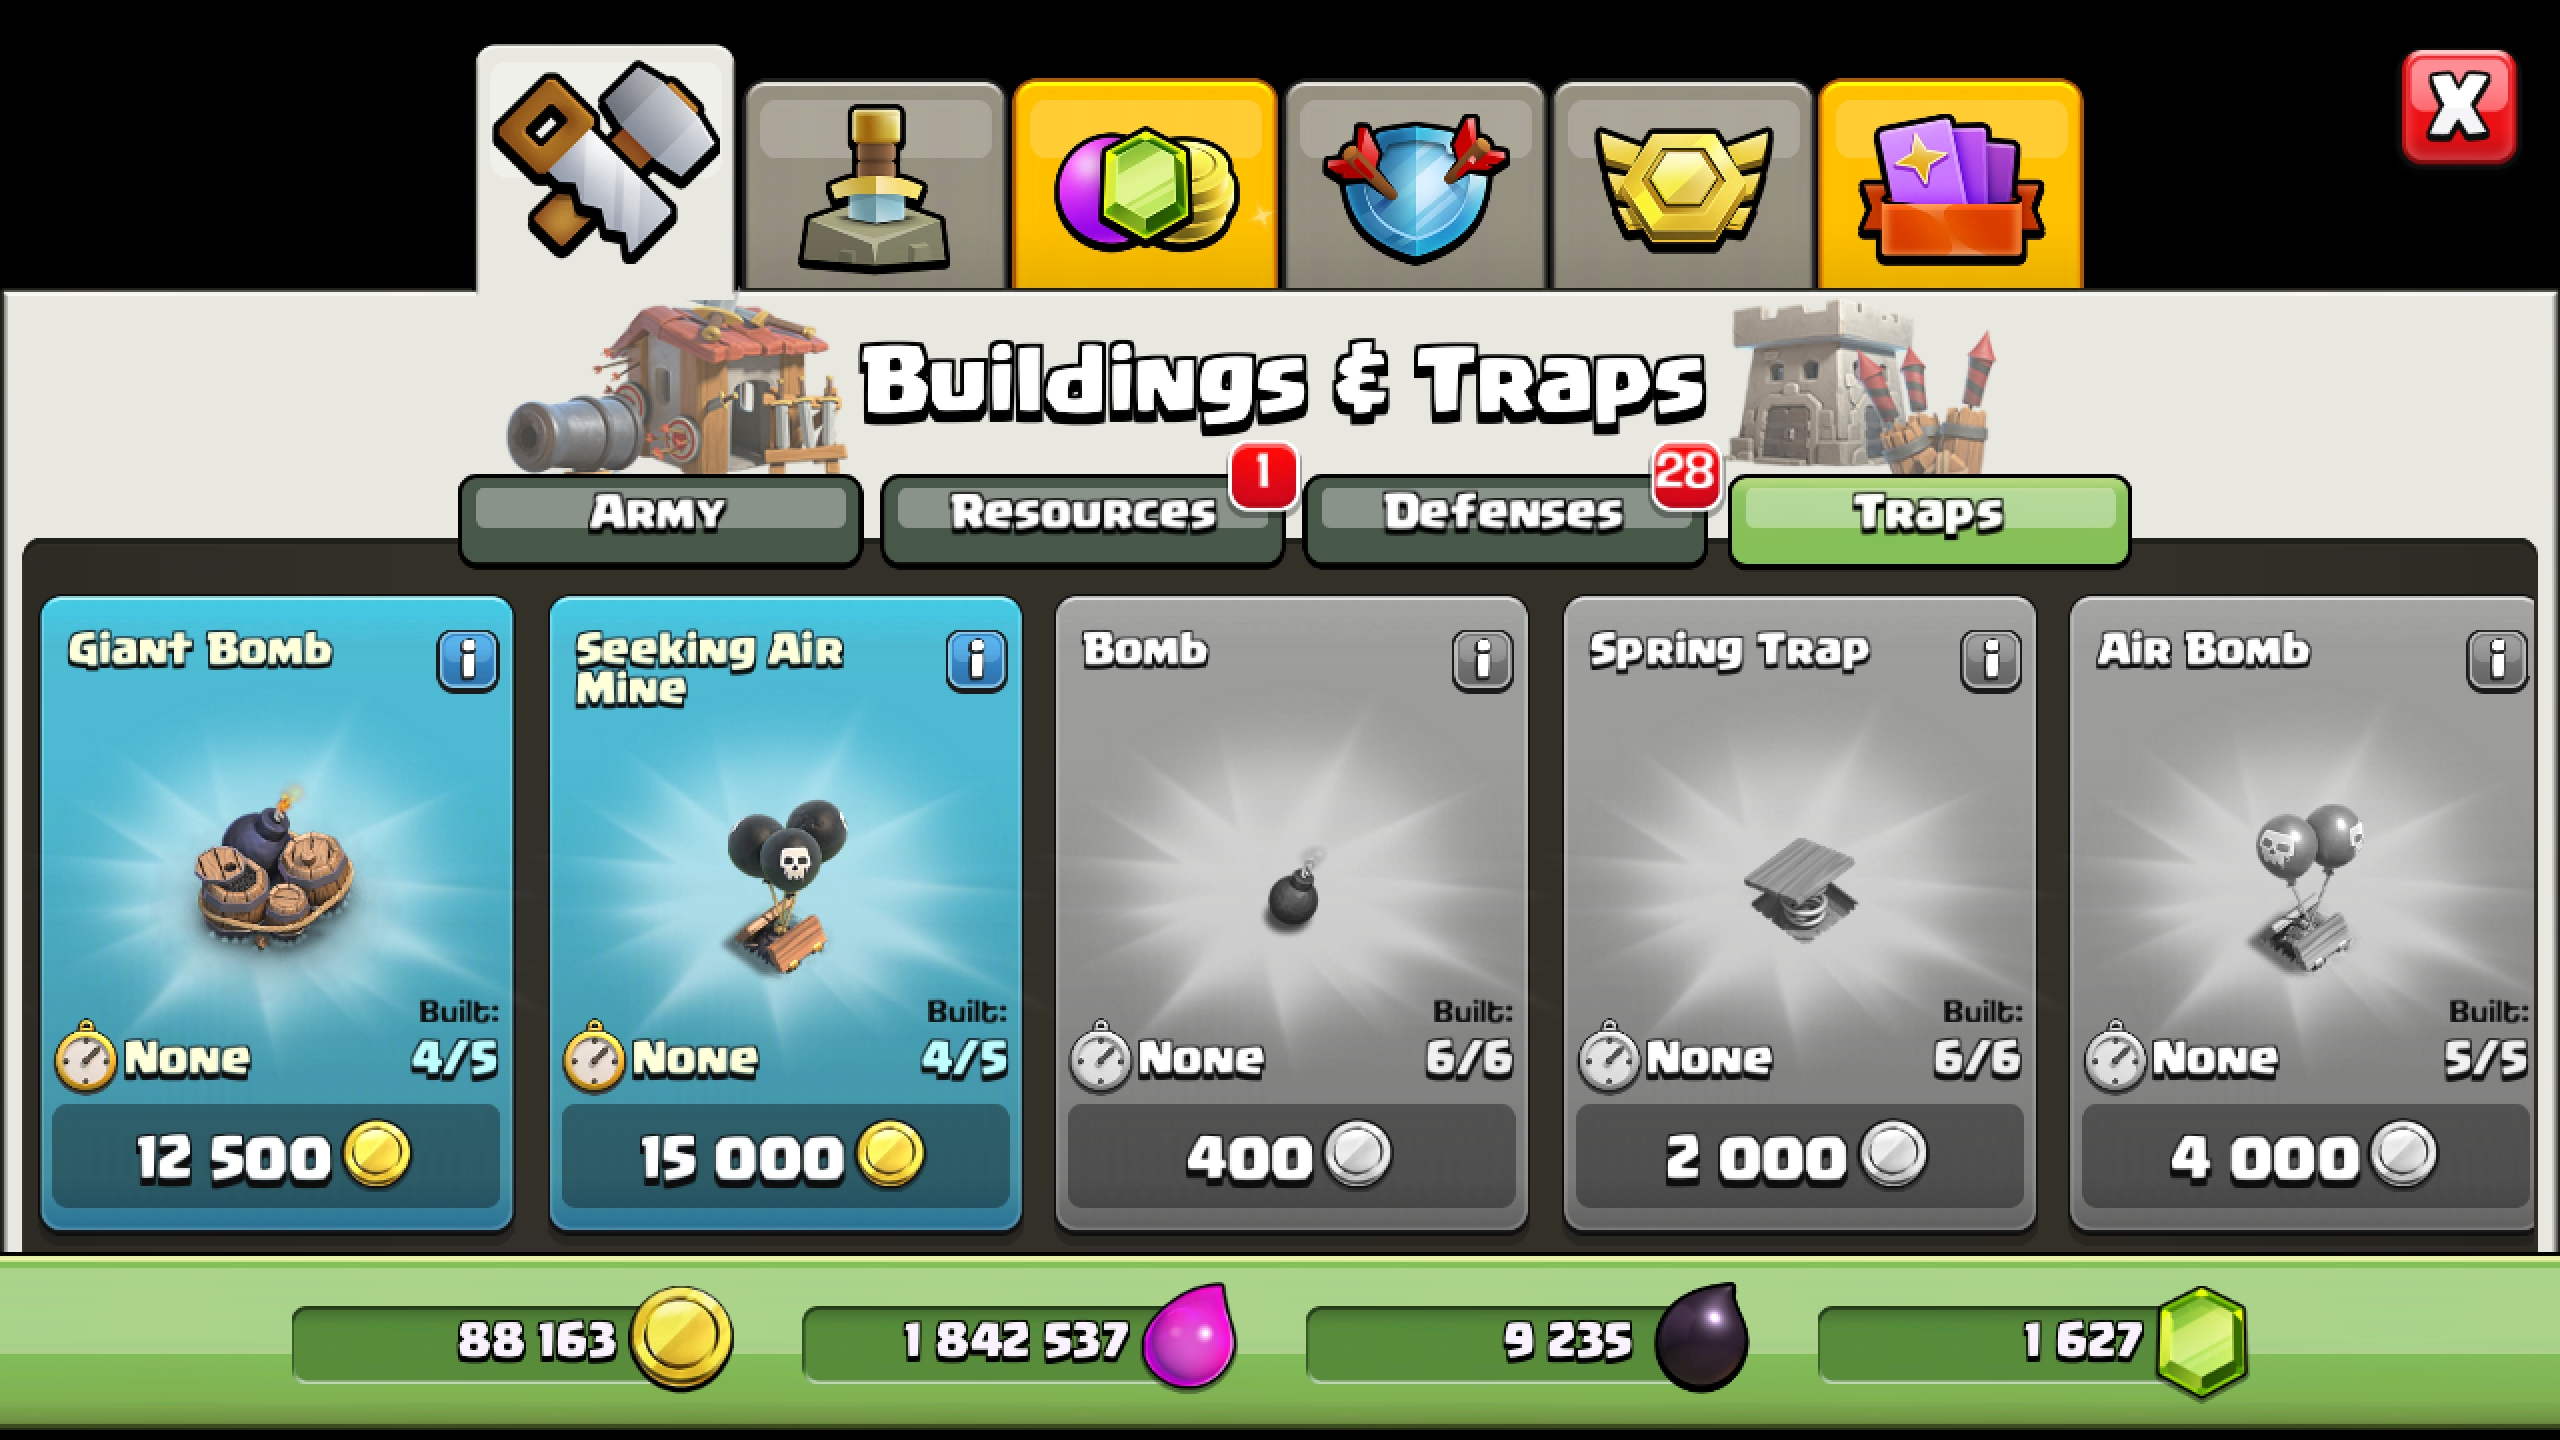 X
Buildings & Traps
Army
Resources
1
Defenses
28
Traps
Giant Bomb
i
Built:
None
4/5
12 500
Seeking Air
Mine
i
Built:
None
4/5
15 000
Bomb
i
Built:
None
6/6
400
Spring Trap
i
Built:
None
6/6
2 000
Air Bomb
i
Built:
None
5/5
4 000
88 163
1 842 537
9 235
1 627